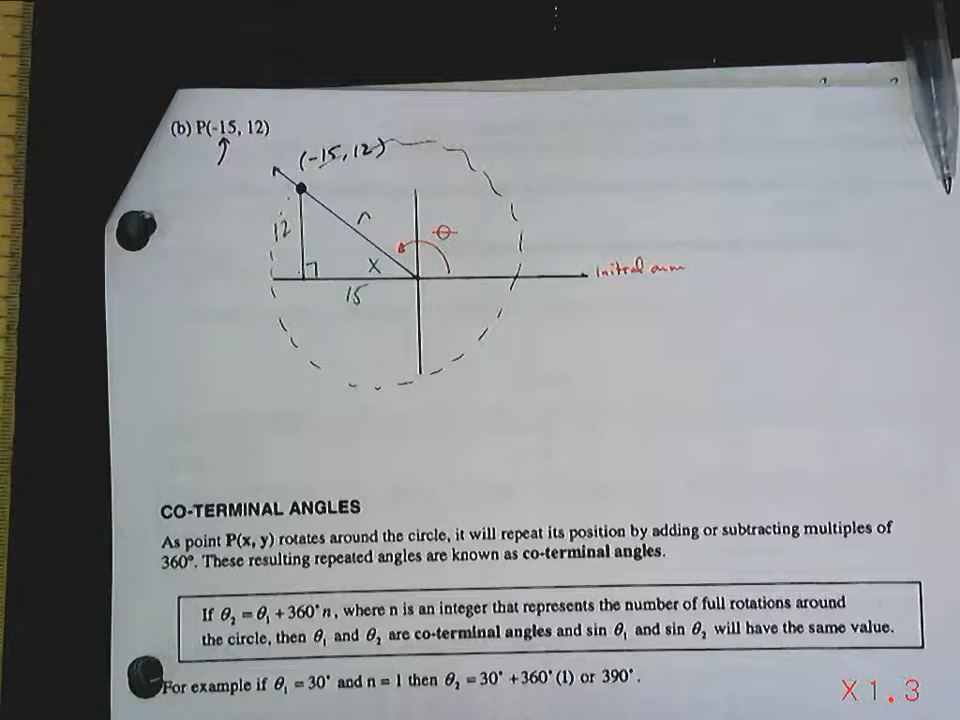 (b) P(-15, 12)
(-15, 12)
12
r
θ
x
initial arm
15
CO-TERMINAL ANGLES
As point P(x, y) rotates around the circle, it will repeat its position by adding or subtracting multiples of
360°. These resulting repeated angles are known as co-terminal angles.
If θ₂ = θ₁ + 360° n, where n is an integer that represents the number of full rotations around
the circle, then θ₁ and θ₂ are co-terminal angles and sin θ₁ and sin θ₂ will have the same value.
For example if θ₁ = 30° and n = 1 then θ₂ = 30° + 360° (1) or 390°.
X1.3